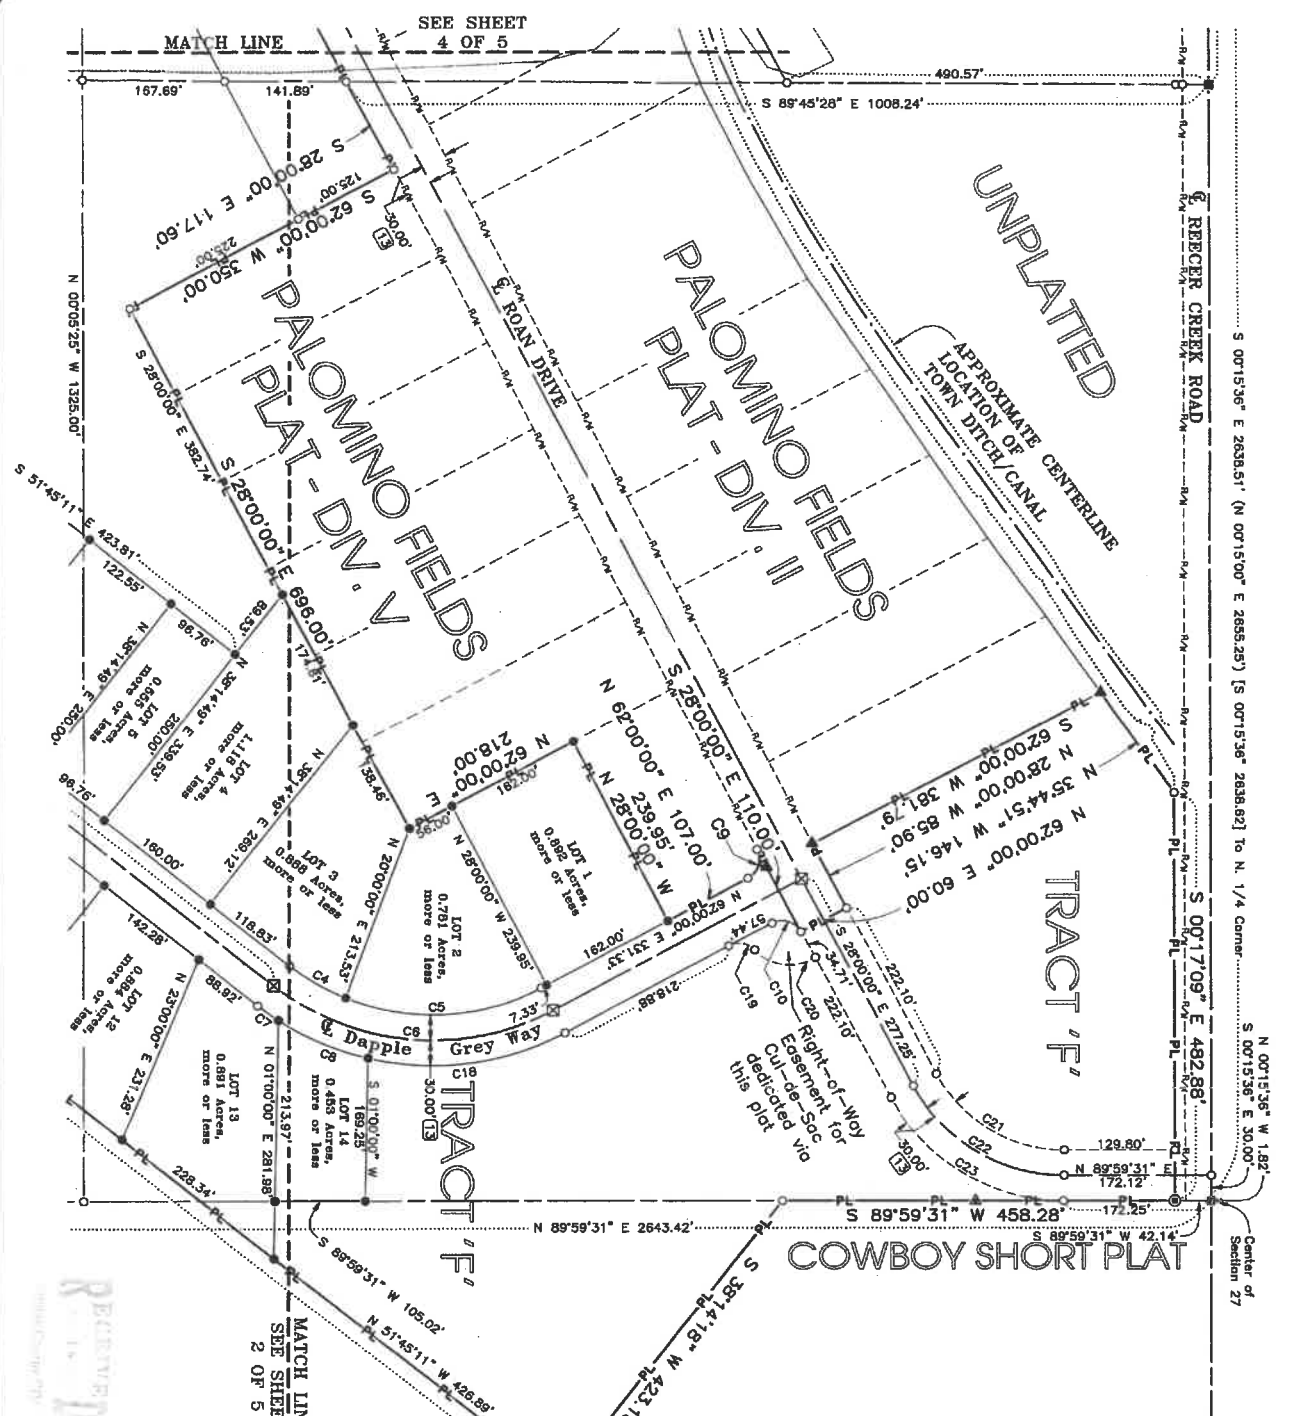 SEE SHEET
4 OF 5
MATCH LINE
167.69'
141.89'
490.57'
S 89°45'28" E 1008.24'
S 28°00'00" E 117.60'
125.00'
S 62°00'00" W 350.00'
225.00'
30.00'
13
UNPLATTED
℄ REECER CREEK ROAD
S 00°15'36" E 2638.51' (N 00°15'00" E 2655.25') [S 00°15'36" 2638.62] To N. 1/4 Corner
N 00°05'25" W 1325.00'
℄ ROAN DRIVE
PALOMINO FIELDS
PLAT - DIV. V
PALOMINO FIELDS
PLAT - DIV. II
APPROXIMATE CENTERLINE
LOCATION OF
TOWN DITCH/CANAL
S 28°00'00" E 382.74'
S 28°00'00" E 696.00'
S 51°45'11" E 423.81'
122.55'
96.76'
89.53'
174.81'
N 38°14'49" E 250.00'
LOT 5
0.555 Acres,
more or less
N 38°14'49" E 339.53'
250.00'
LOT 4
1.118 Acres,
more or less
N 38°14'49" E 269.12'
138.46'
96.76'
160.00'
118.83'
LOT 3
0.868 Acres,
more or less
N 20°00'00" E 213.53'
N 62°00'00" E
218.00'
182.00'
N 28°00'00" W 239.95'
LOT 2
0.781 Acres,
more or less
LOT 1
0.892 Acres,
more or less
N 28°00'00" W
239.95'
N 62°00'00" E 107.00'
S 28°00'00" E 110.00'
C9
N 62°00'00" E 331.33'
57.44'
S 62°00'00" W 381.79'
N 28°00'00" W 85.90'
N 35°44'51" W 146.15'
N 62°00'00" E 60.00'
TRACT "F"
S 00°17'09" E 482.88'
S 28°00'00" E 277.25'
34.71'
222.10'
222.10'
218.88'
C19
C10
C20
Right-of-Way
Easement for
Cul-de-Sac
dedicated via
this plat
142.28'
86.92'
C4
C5
C6
C7
C8
C18
7.33'
℄ Dapple Grey Way
30.00'
13
LOT 12
0.884 Acres,
more or less
N 23°00'00" E 231.28'
LOT 13
0.891 Acres,
more or less
N 01°00'00" E 281.98'
213.97'
LOT 14
0.453 Acres,
more or less
S 01°00'00" W
169.25'
TRACT "F"
228.34'
C21
C22
C23
30.00'
13
129.80'
N 89°59'31" E
172.12'
172.25'
N 00°15'36" W 1.82'
S 00°15'36" E 30.00'
S 89°59'31" W 458.28'
S 89°59'31" W 42.14'
N 89°59'31" E 2643.42'
COWBOY SHORT PLAT
Center of
Section 27
S 89°59'31" W 105.02'
N 51°45'11" W 426.89'
S 38°14'18" W 423.1
MATCH LIN
SEE SHEE
2 OF 5